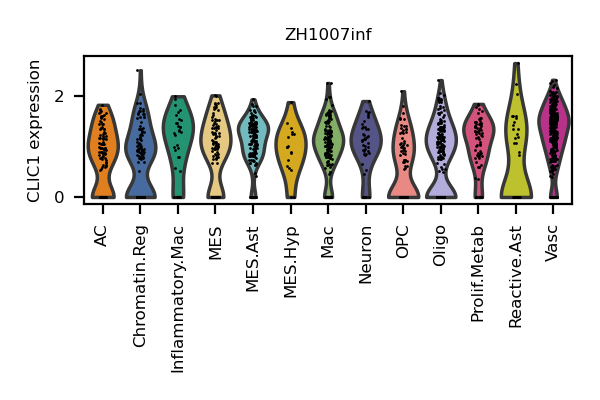 ZH1007inf
CLIC1 expression
2
0
AC
Chromatin.Reg
Inflammatory.Mac
MES
MES.Ast
MES.Hyp
Mac
Neuron
OPC
Oligo
Prolif.Metab
Reactive.Ast
Vasc